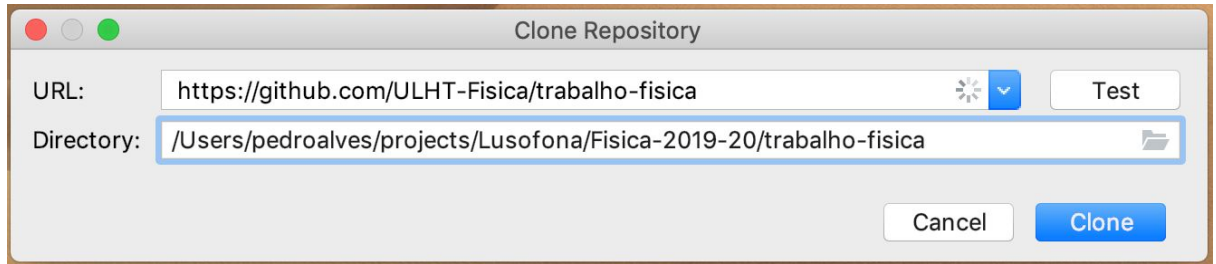 Clone Repository
URL: https://github.com/ULHT-Fisica/trabalho-fisica Test
Directory: /Users/pedroalves/projects/Lusofona/Fisica-2019-20/trabalho-fisica
Cancel Clone